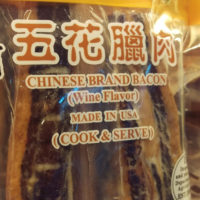 五花臘肉
CHINESE BRAND BACON
(Wine Flavor)
MADE IN USA
(COOK & SERVE)